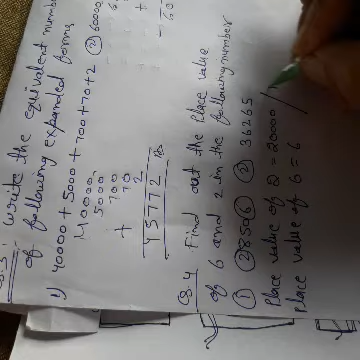 Q.3 Write the equivalent number
of following expanded forms
1) 40000 + 5000 + 700 + 70 + 2 ② 60000
40000
5000
700
70
+ 2
45772
Q.4 Find out the Place value
of 6 and 2 in the following number
① 28506 ② 36265
Place value of 2 = 20000
Place value of 6 = 6